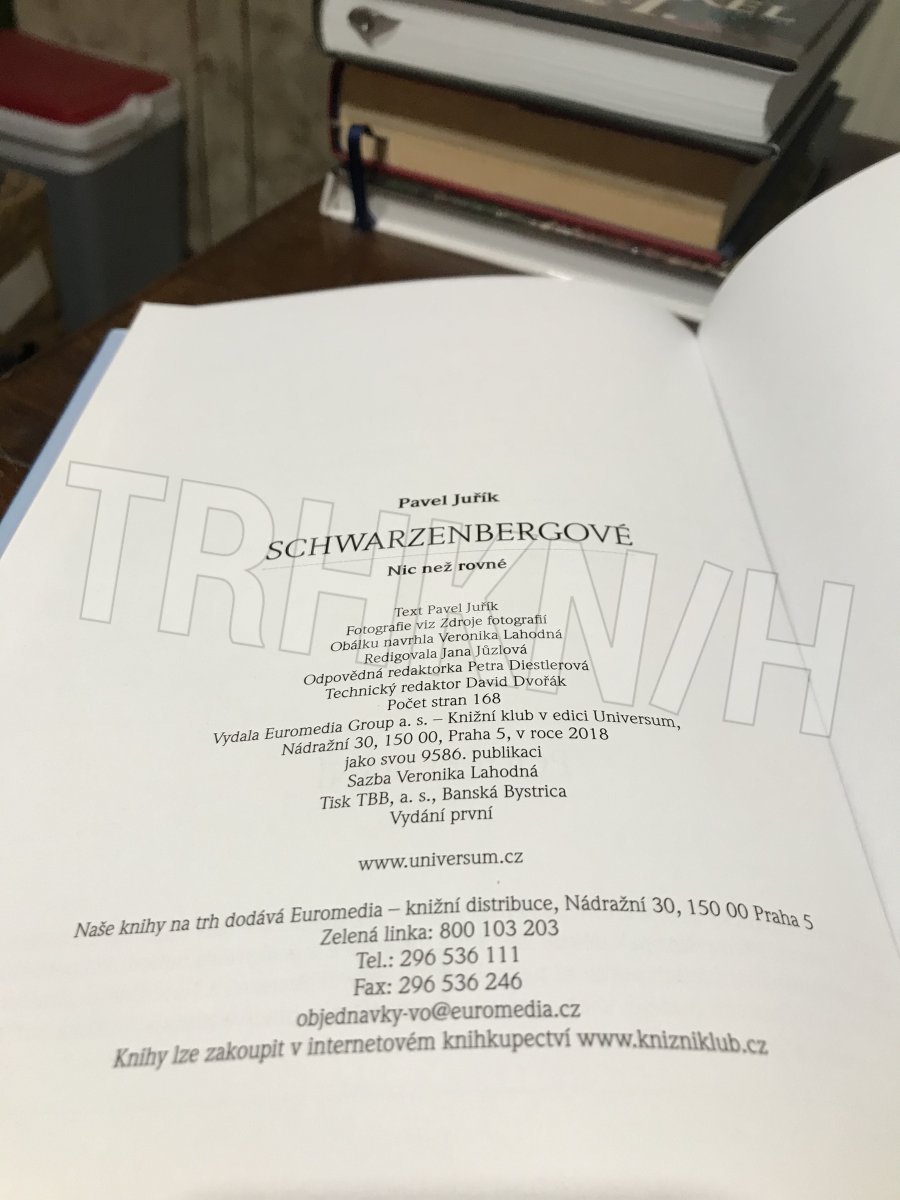 Pavel Juřík
SCHWARZENBERGOVÉ
Nic než rovné
Text Pavel Juřík
Fotografie viz Zdroje fotografií
Obálku navrhla Veronika Lahodná
Redigovala Jana Jůzlová
Odpovědná redaktorka Petra Diestlerová
Technický redaktor David Dvořák
Počet stran 168
Vydala Euromedia Group a. s. – Knižní klub v edici Universum,
Nádražní 30, 150 00, Praha 5, v roce 2018
jako svou 9586. publikaci
Sazba Veronika Lahodná
Tisk TBB, a. s., Banská Bystrica
Vydání první
www.universum.cz
Naše knihy na trh dodává Euromedia – knižní distribuce, Nádražní 30, 150 00 Praha 5
Zelená linka: 800 103 203
Tel.: 296 536 111
Fax: 296 536 246
objednavky-vo@euromedia.cz
Knihy lze zakoupit v internetovém knihkupectví www.knizniklub.cz
TRHKN/H